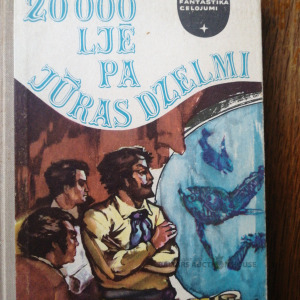 FANTASTIKA
CEĻOJUMI
20 000
LJĒ
PA
JŪRAS DZELMI